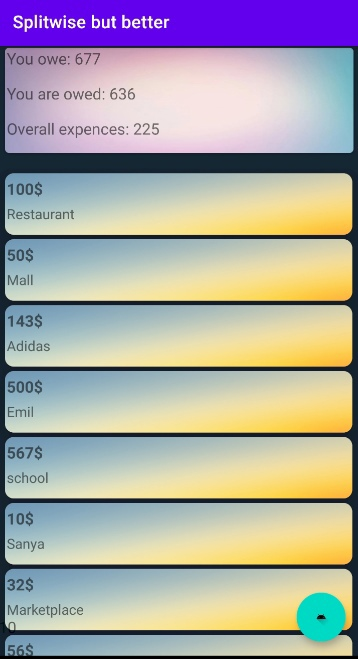 Splitwise but better
You owe: 677
You are owed: 636
Overall expences: 225
100$
Restaurant
50$
Mall
143$
Adidas
500$
Emil
567$
school
10$
Sanya
32$
Marketplace
0
56$